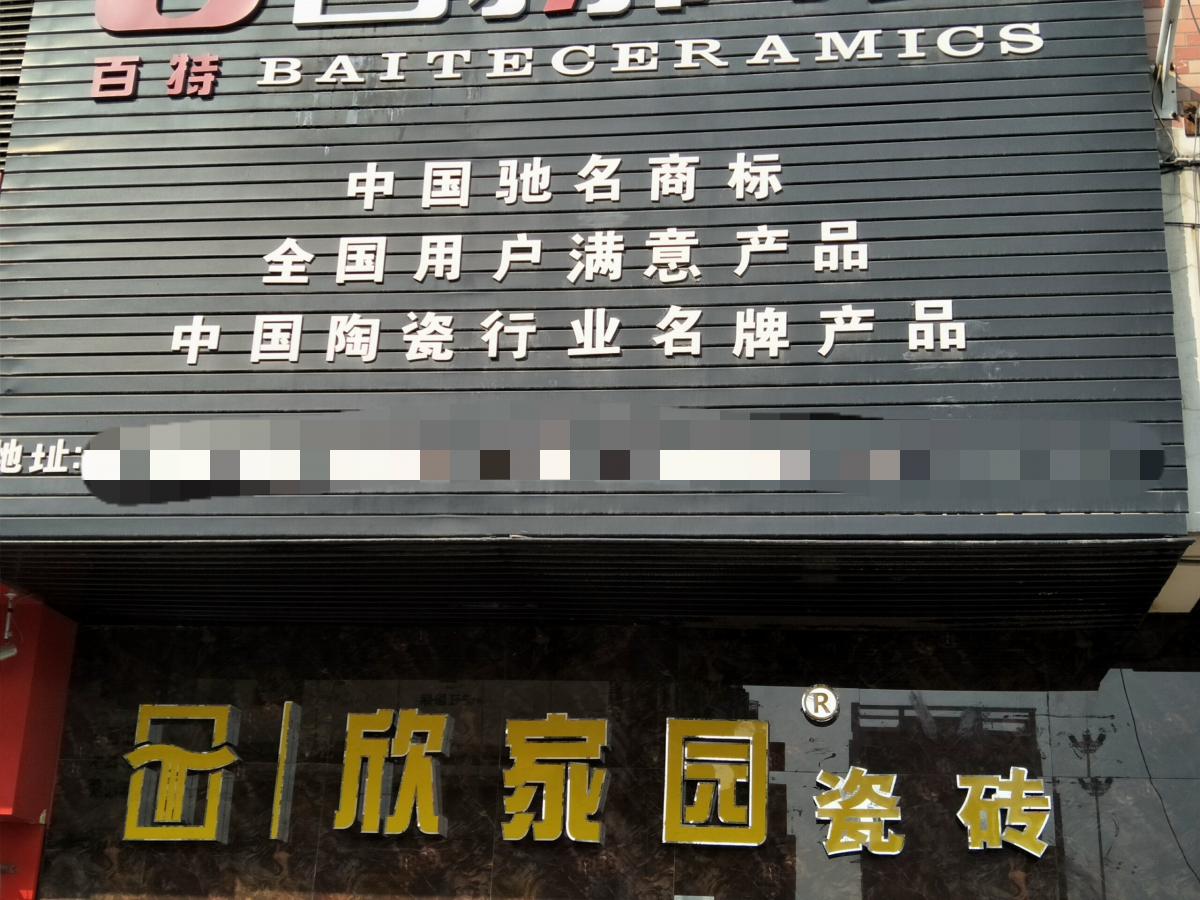 百特 BAITECERAMICS
中国驰名商标
全国用户满意产品
中国陶瓷行业名牌产品
地址:
欣家园® 瓷砖